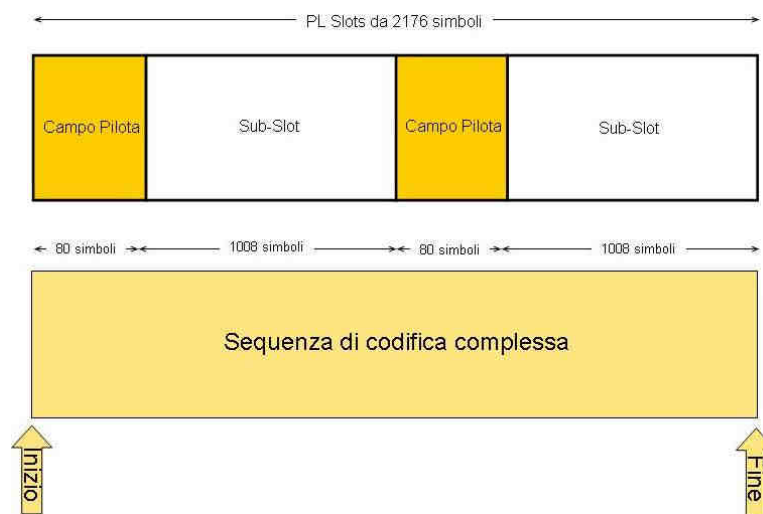 PL Slots da 2176 simboli
Campo Pilota
Sub-Slot
Campo Pilota
Sub-Slot
80 simboli
1008 simboli
80 simboli
1008 simboli
Sequenza di codifica complessa
Inizio
Fine